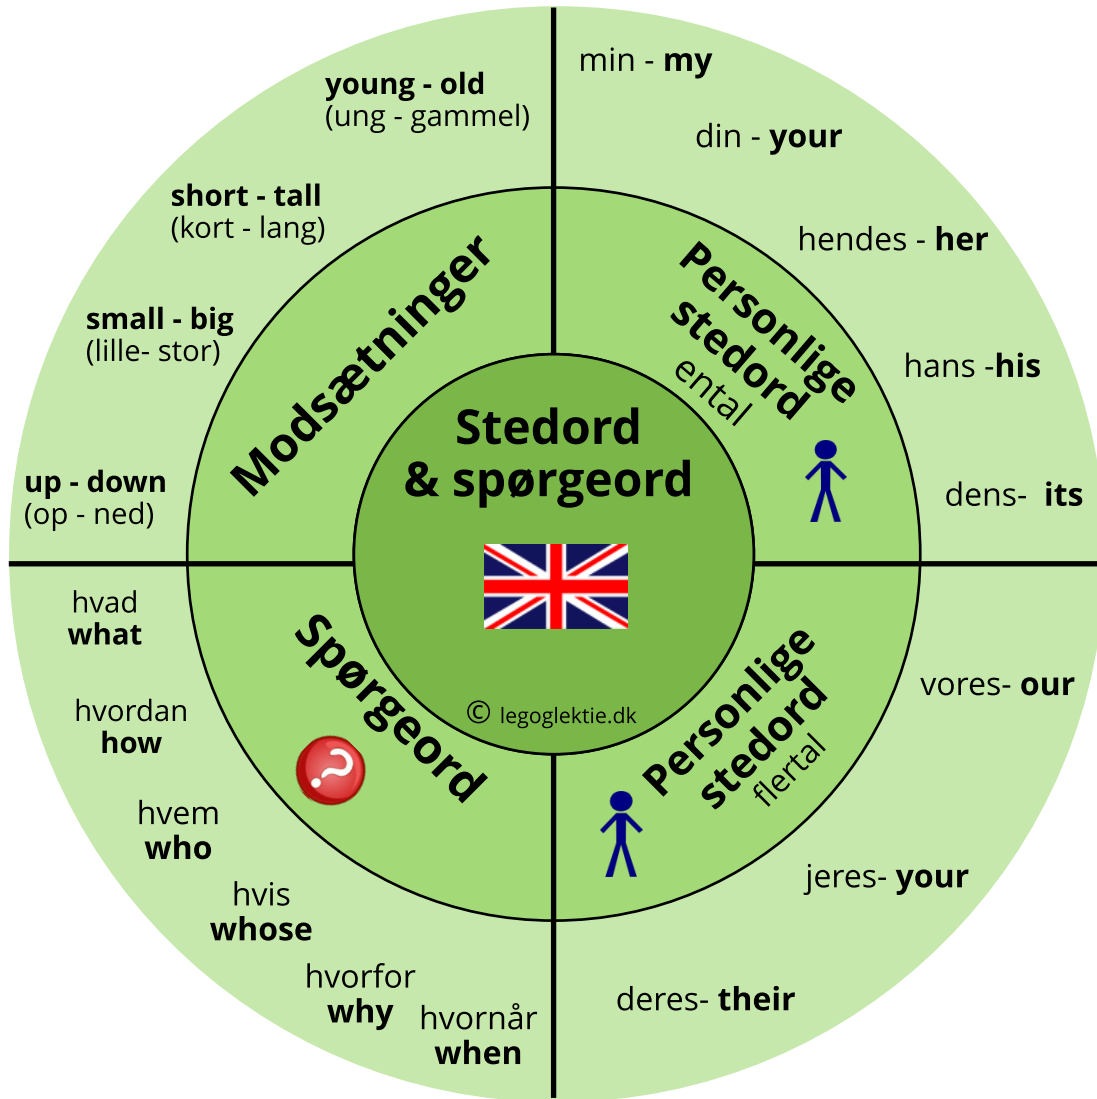 Stedord
& spørgeord
© legoglektie.dk
Modsætninger
young - old
(ung - gammel)
short - tall
(kort - lang)
small - big
(lille- stor)
up - down
(op - ned)
Personlige
stedord
ental
min - my
din - your
hendes - her
hans -his
dens- its
Personlige
stedord
flertal
vores- our
jeres- your
deres- their
Spørgeord
?
hvad
what
hvordan
how
hvem
who
hvis
whose
hvorfor
why
hvornår
when